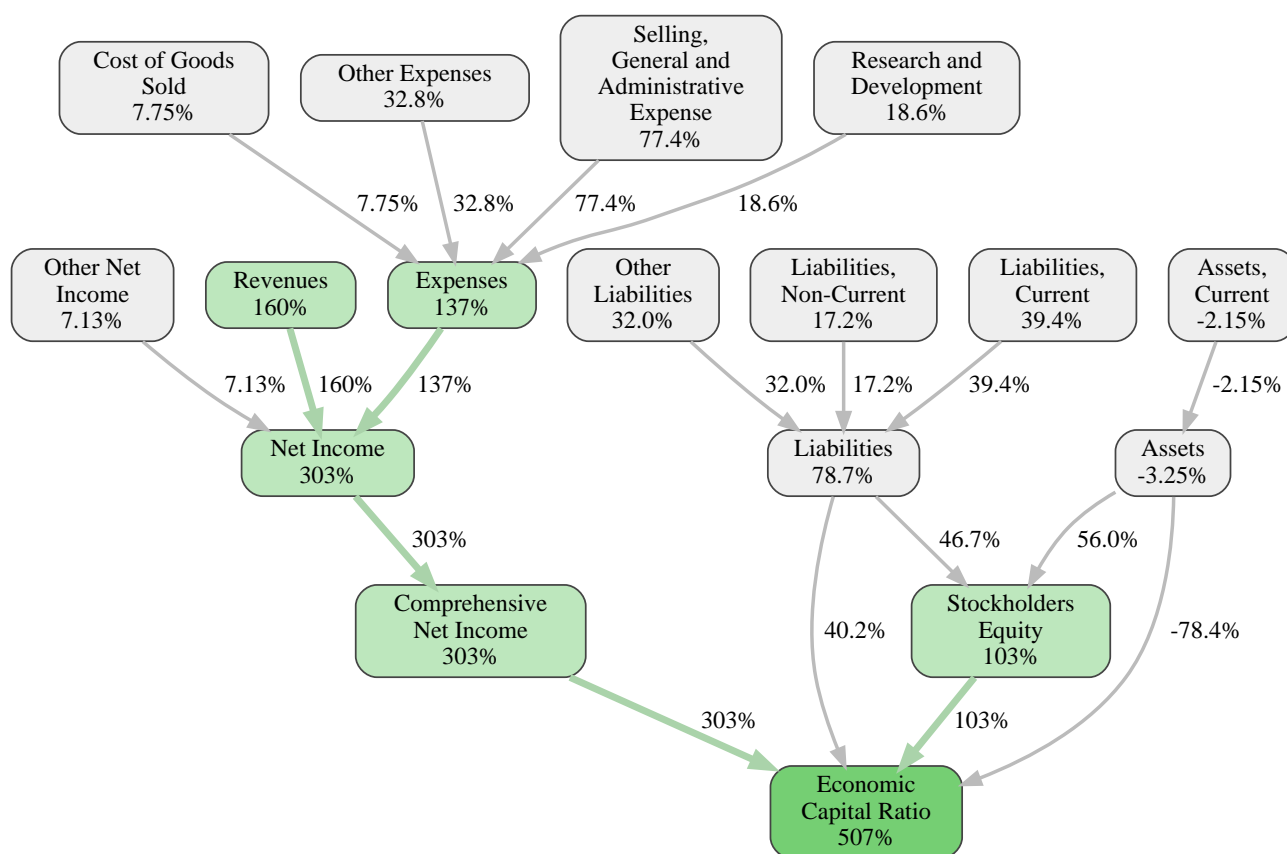 Cost of Goods
Sold
7.75%
Other Expenses
32.8%
Selling,
General and
Administrative
Expense
77.4%
Research and
Development
18.6%
7.75%
32.8%
77.4%
18.6%
Other Net
Income
7.13%
Revenues
160%
Expenses
137%
Other
Liabilities
32.0%
Liabilities,
Non-Current
17.2%
Liabilities,
Current
39.4%
Assets,
Current
-2.15%
7.13%
160%
137%
32.0%
17.2%
39.4%
-2.15%
Net Income
303%
Liabilities
78.7%
Assets
-3.25%
303%
46.7%
56.0%
Comprehensive
Net Income
303%
40.2%
Stockholders
Equity
103%
-78.4%
303%
103%
Economic
Capital Ratio
507%